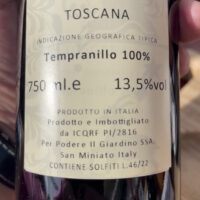 TOSCANA
INDICAZIONE GEOGRAFICA TIPICA
Tempranillo 100%
750 ml.e 13,5%vol
PRODOTTO IN ITALIA
Prodotto e Imbottigliato
da ICQRF PI/2816
Per Podere Il Giardino SSA
San Miniato Italy
CONTIENE SOLFITI L.46/22